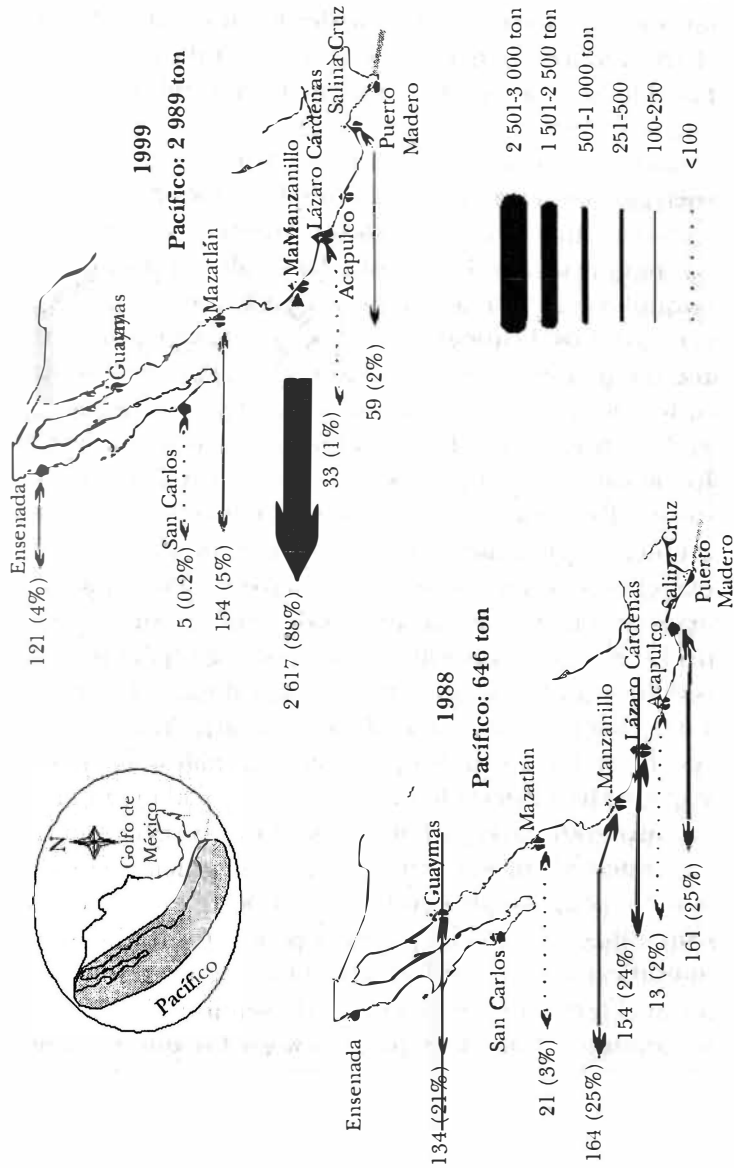 N
Golfo de
México
Pacífico
1988
Pacífico: 646 ton
Ensenada
Guaymas
San Carlos
Mazatlán
Manzanillo
Lázaro Cárdenas
Acapulco
Salina Cruz
Puerto
Madero
134 (21%)
21 (3%)
164 (25%)
154 (24%
13 (2%)
161 (25%)
1999
Pacífico: 2 989 ton
Ensenada
Guaymas
San Carlos
Mazatlán
Manzanillo
Lázaro Cárdenas
Acapulco
Salina Cruz
Puerto
Madero
121 (4%)
5 (0.2%)
154 (5%)
2 617 (88%)
33 (1%)
59 (2%)
2 501-3 000 ton
1 501-2 500 ton
501-1 000 ton
251-500
100-250
<100